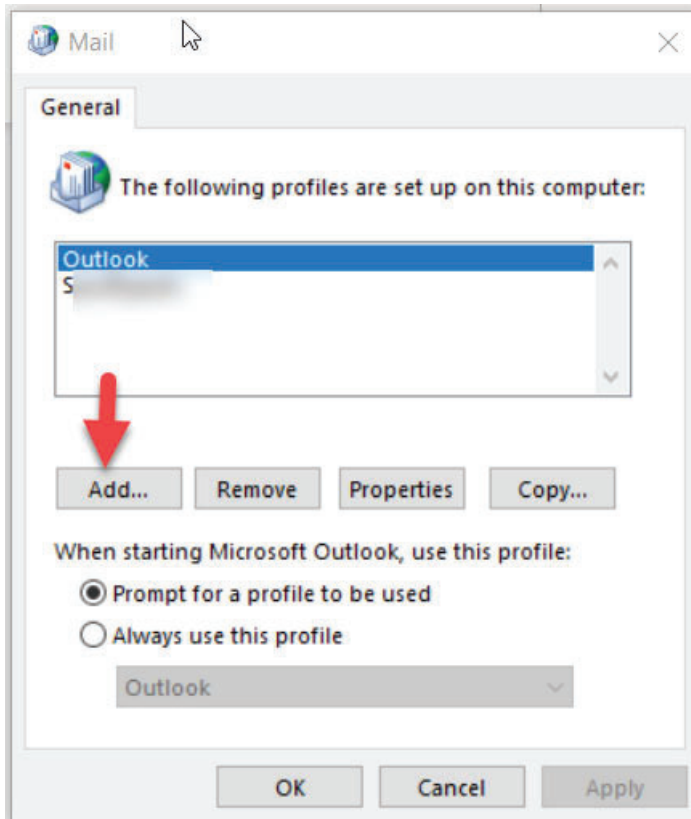 Mail
General
The following profiles are set up on this computer:
Outlook
Add... Remove Properties Copy...
When starting Microsoft Outlook, use this profile:
Prompt for a profile to be used
Always use this profile
Outlook
OK Cancel Apply